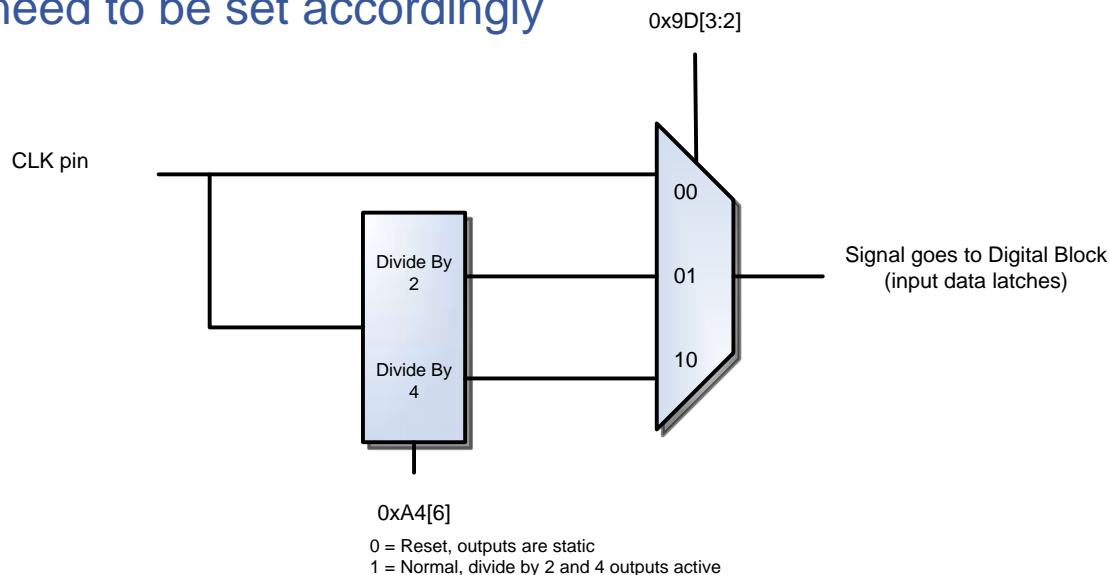 need to be set accordingly
0x9D[3:2]
CLK pin
00
Divide By
2
01
Signal goes to Digital Block
(input data latches)
Divide By
4
10
0xA4[6]
0 = Reset, outputs are static
1 = Normal, divide by 2 and 4 outputs active